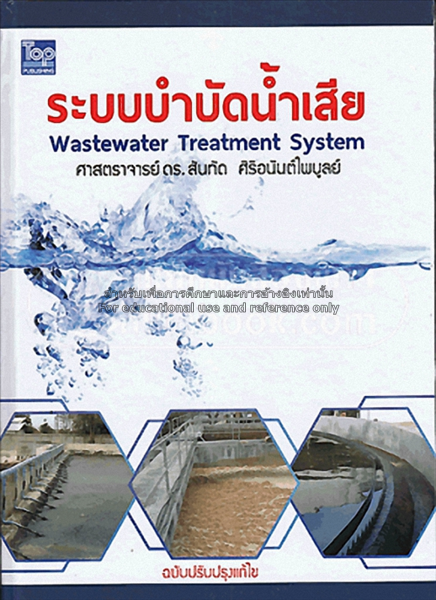 Top
PUBLISHING
ระบบบำบัดน้ำเสีย
Wastewater Treatment System
ศาสตราจารย์ ดร. สันทัด ศิริอนันต์ไพบูลย์
สำหรับเพื่อการศึกษาและการอ้างอิงเท่านั้น
For educational use and reference only
ฉบับปรับปรุงแก้ไข